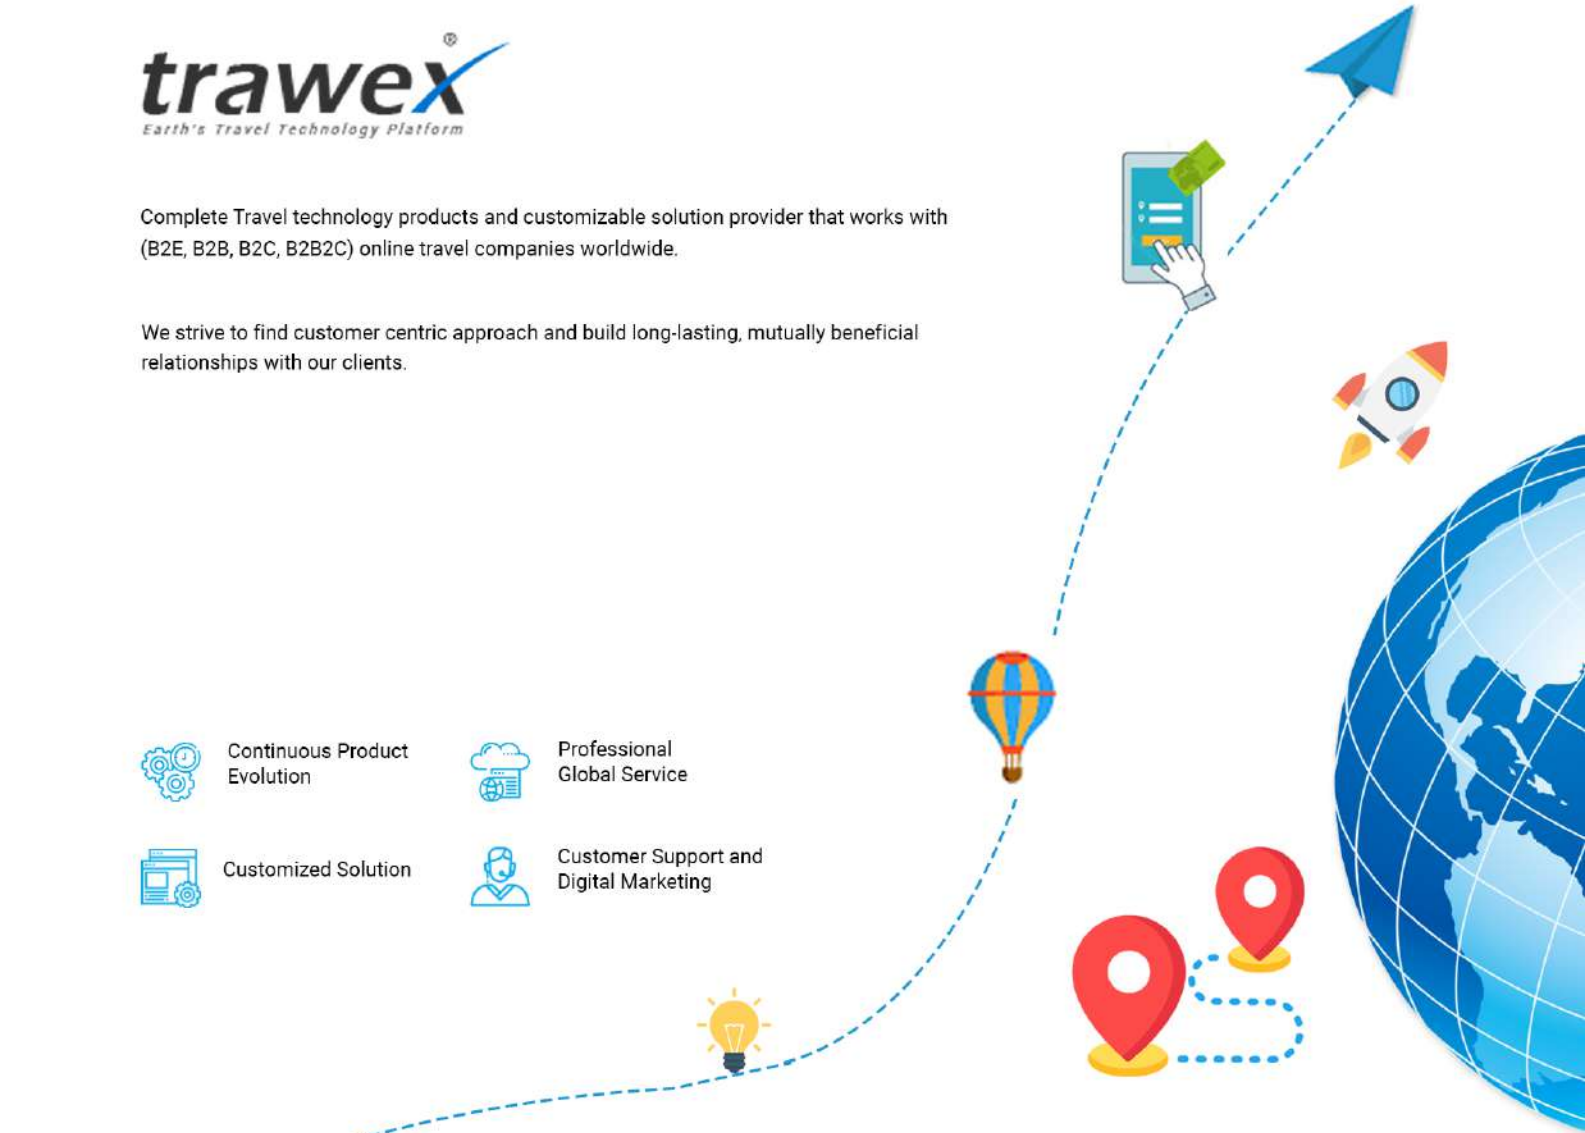 trawex®
Earth's Travel Technology Platform
Complete Travel technology products and customizable solution provider that works with
(B2E, B2B, B2C, B2B2C) online travel companies worldwide.
We strive to find customer centric approach and build long-lasting, mutually beneficial
relationships with our clients.
Continuous Product
Evolution
Professional
Global Service
Customized Solution
Customer Support and
Digital Marketing